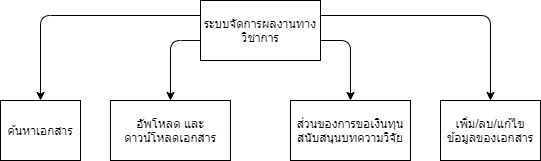 ระบบจัดการผลงานทาง
วิชาการ
ค้นหาเอกสาร
อัพโหลด และ
ดาวน์โหลดเอกสาร
ส่วนของการขอเงินทุน
สนับสนุนบทความวิจัย
เพิ่ม/ลบ/แก้ไข
ข้อมูลของเอกสาร